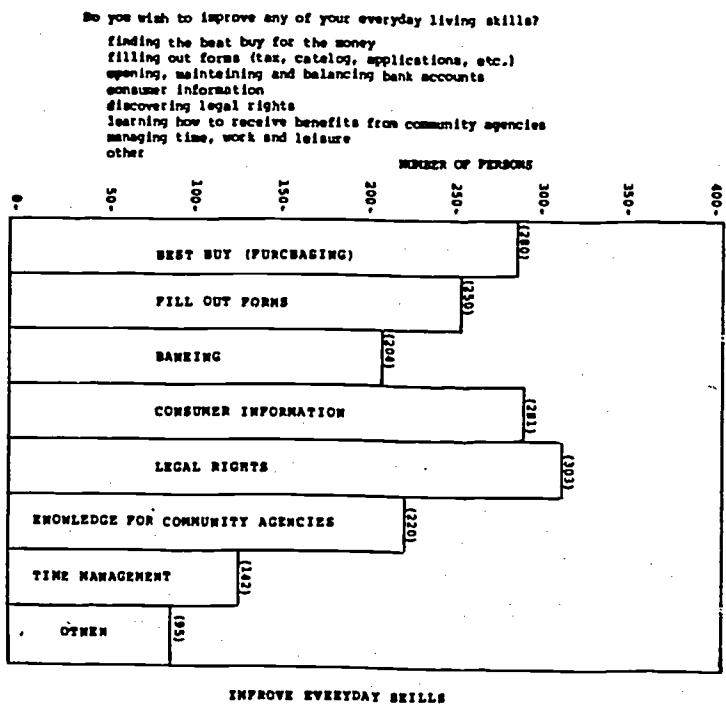 Do you wish to improve any of your everyday living skills?
finding the best buy for the money
filling out forms (tax, catalog, applications, etc.)
opening, maintaining and balancing bank accounts
consumer information
discovering legal rights
learning how to receive benefits from community agencies
managing time, work and leisure
other
NUMBER OF PERSONS
0-
50-
100-
150-
200-
250-
300-
350-
400-
BEST BUY (PURCHASING)
(280)
FILL OUT FORMS
(250)
BANKING
(204)
CONSUMER INFORMATION
(281)
LEGAL RIGHTS
(303)
KNOWLEDGE FOR COMMUNITY AGENCIES
(220)
TIME MANAGEMENT
(142)
OTHEN
(95)
IMPROVE EVERYDAY SKILLS